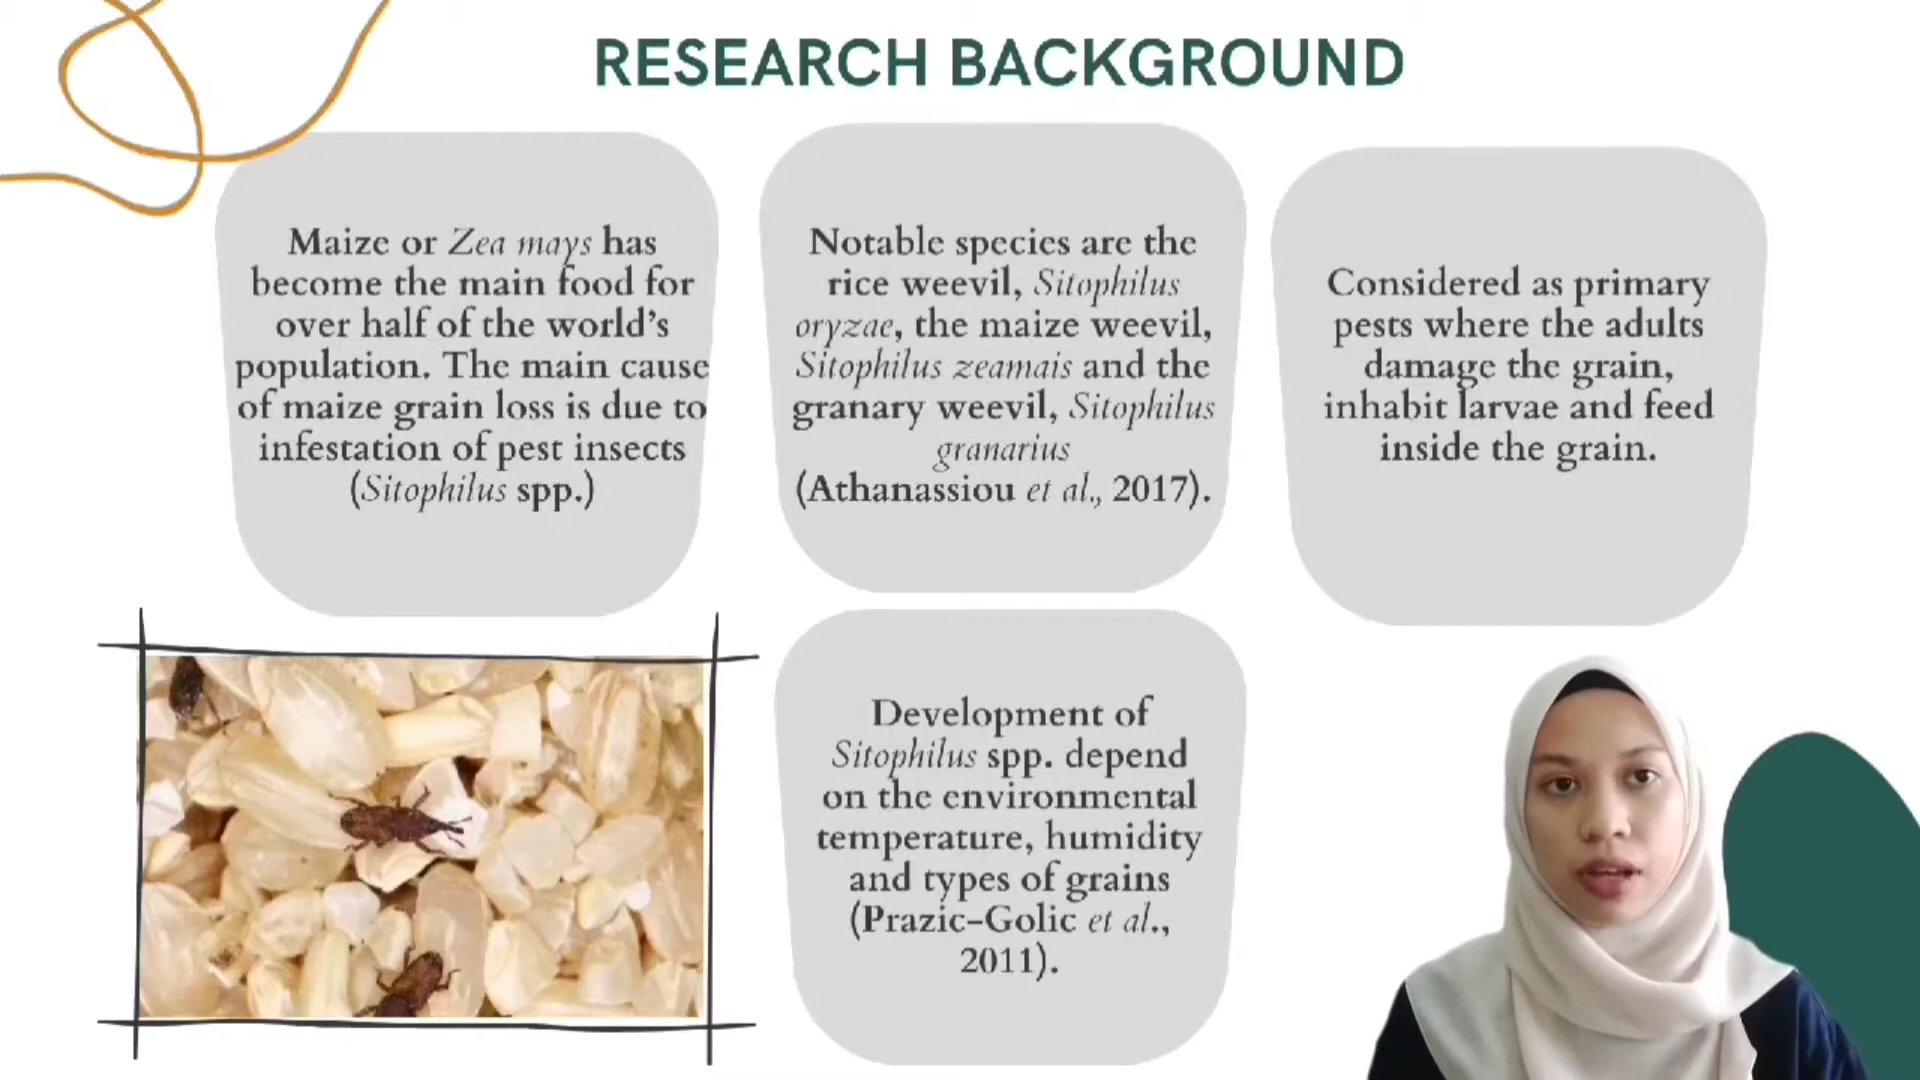 RESEARCH BACKGROUND
Maize or Zea mays has
become the main food for
over half of the world's
population. The main cause
of maize grain loss is due to
infestation of pest insects
(Sitophilus spp.)
Notable species are the
rice weevil, Sitophilus
oryzae, the maize weevil,
Sitophilus zeamais and the
granary weevil, Sitophilus
granarius
(Athanassiou et al., 2017).
Considered as primary
pests where the adults
damage the grain,
inhabit larvae and feed
inside the grain.
Development of
Sitophilus spp. depend
on the environmental
temperature, humidity
and types of grains
(Prazic-Golic et al.,
2011).